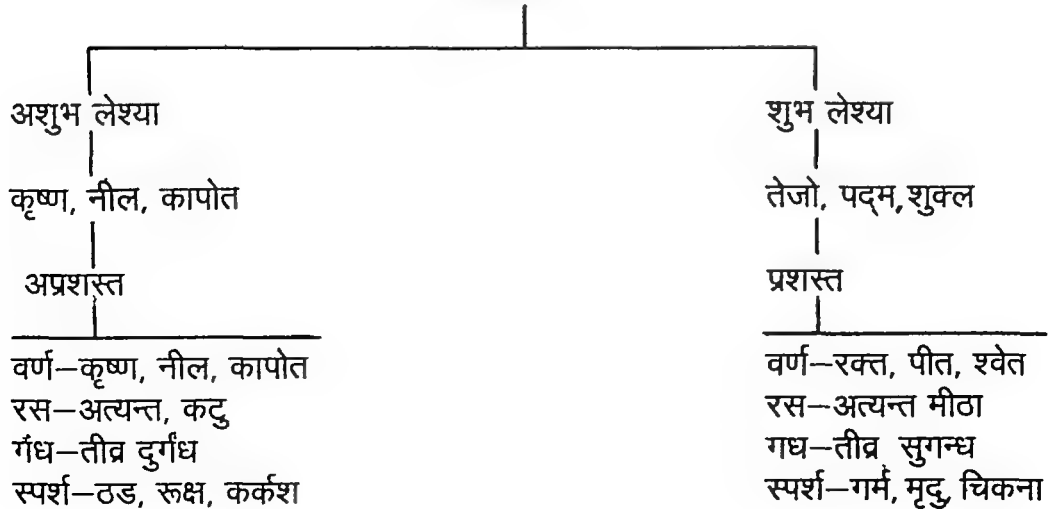 अशुभ लेश्या
कृष्ण, नील, कापोत
अप्रशस्त
वर्ण–कृष्ण, नील, कापोत
रस–अत्यन्त, कटु
गंध–तीव्र दुर्गंध
स्पर्श–ठड, रूक्ष, कर्कश
शुभ लेश्या
तेजो, पद्म, शुक्ल
प्रशस्त
वर्ण–रक्त, पीत, श्वेत
रस–अत्यन्त मीठा
गध–तीव्र सुगन्ध
स्पर्श–गर्म, मृदु, चिकना